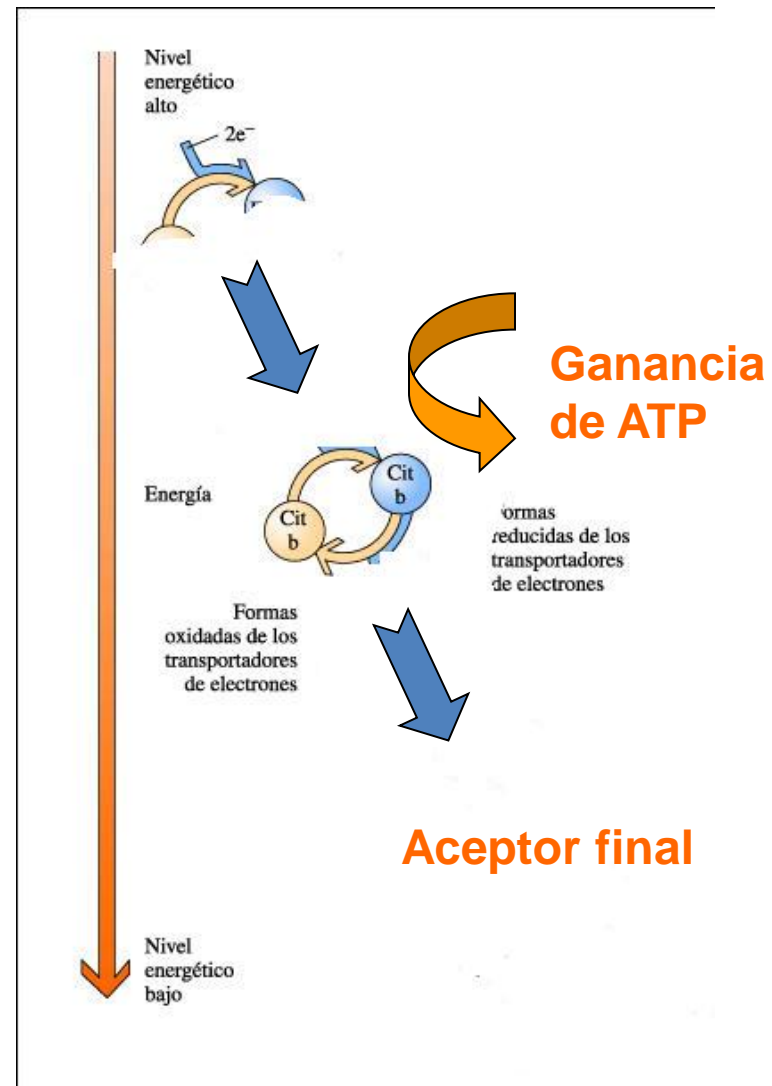 Nivel
energético
alto
2e⁻
Ganancia
de ATP
Cit
b
Energía
Cit
b
ormas
reducidas de los
transportadores
de electrones
Formas
oxidadas de los
transportadores
de electrones
Aceptor final
Nivel
energético
bajo